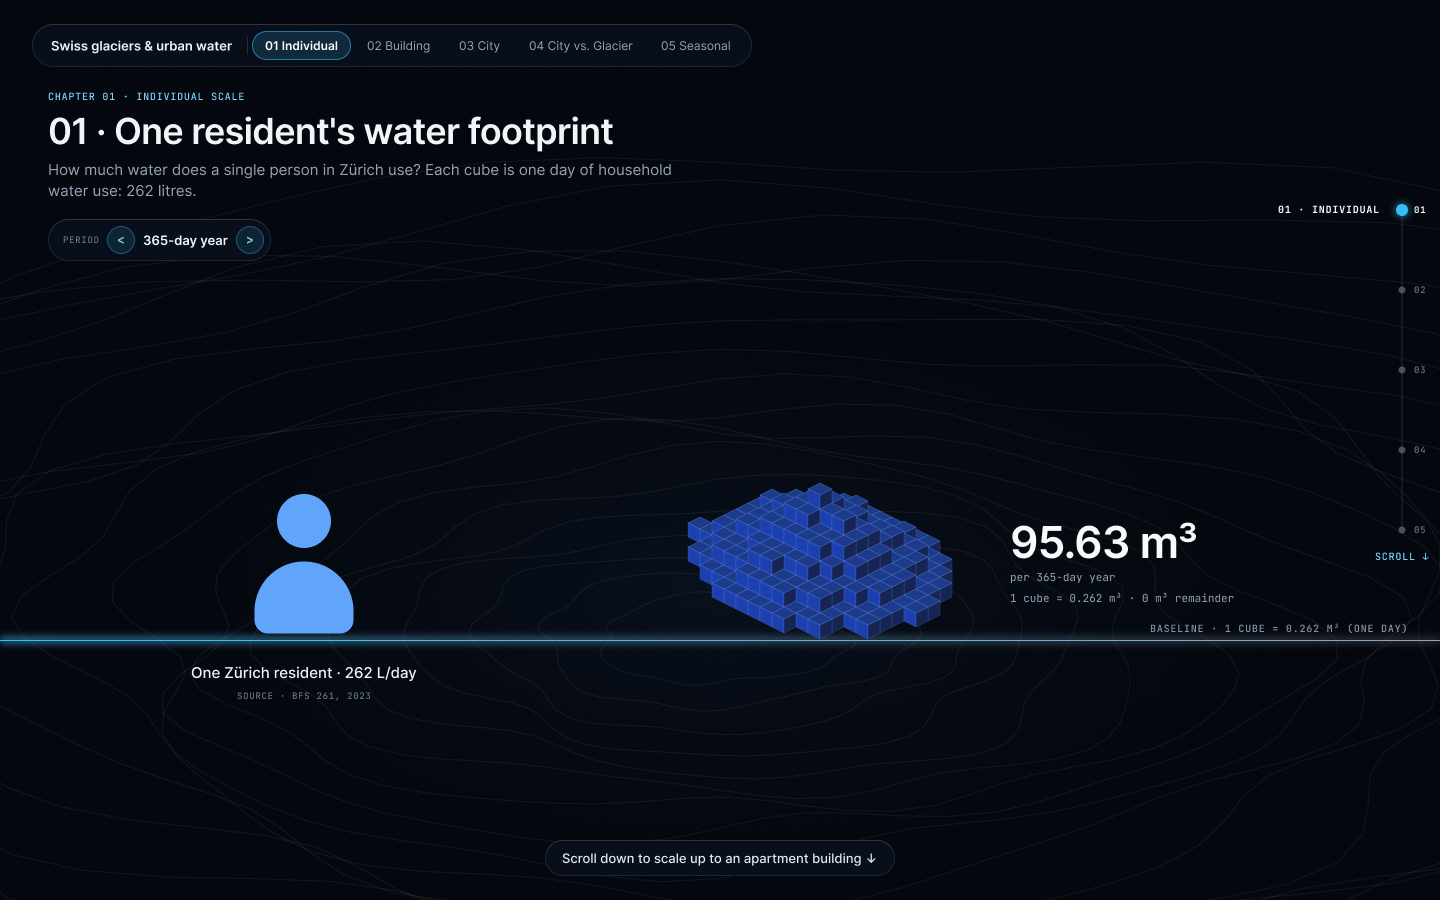 Swiss glaciers & urban water
01 Individual
02 Building
03 City
04 City vs. Glacier
05 Seasonal
CHAPTER 01 · INDIVIDUAL SCALE
01 · One resident's water footprint
How much water does a single person in Zürich use? Each cube is one day of household
water use: 262 litres.
PERIOD < 365-day year >
01 · INDIVIDUAL 01
02
03
04
05
SCROLL ↓
95.63 m³
per 365-day year
1 cube = 0.262 m³ · 0 m³ remainder
BASELINE · 1 CUBE = 0.262 M³ (ONE DAY)
One Zürich resident · 262 L/day
SOURCE · BFS 261, 2023
Scroll down to scale up to an apartment building ↓